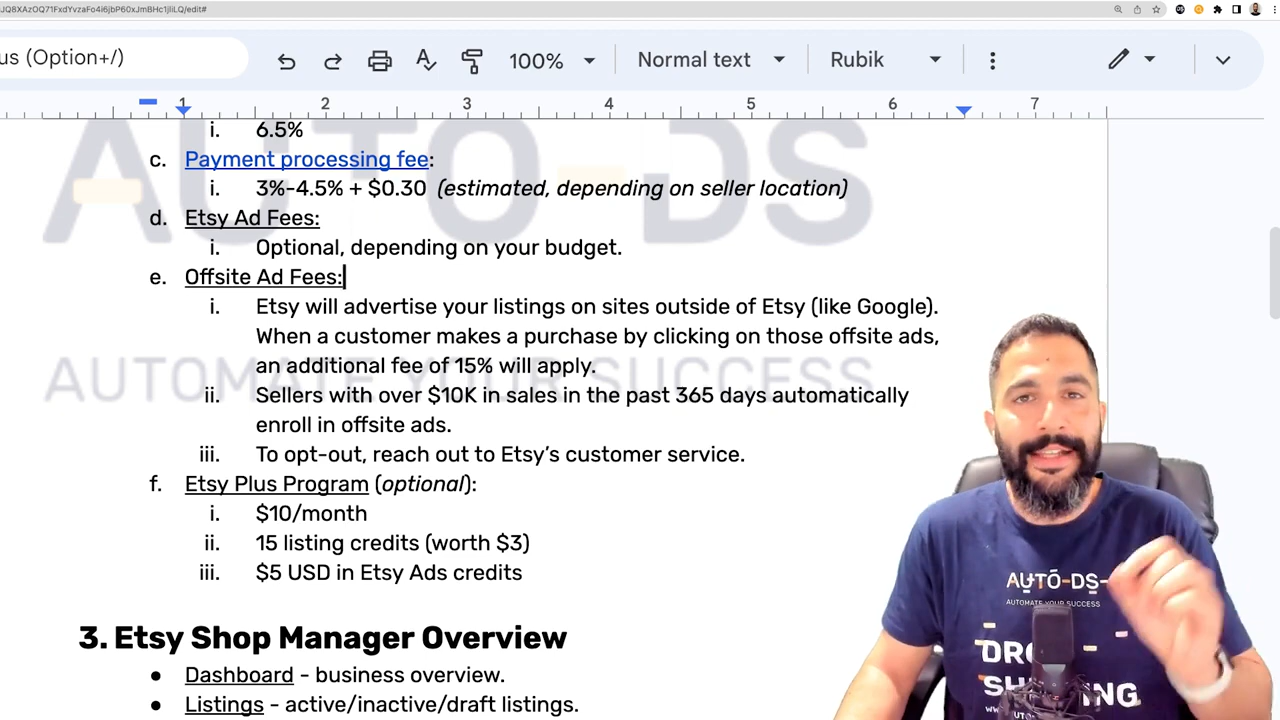 JQ8XAzOQ71FxdYvzaFo4i6jbP60xJmBHc1jliLQ/edit#
us (Option+/)
100%
Normal text
Rubik
1 2 3 4 5 6 7
AUTO-DS
AUTOMATE YOUR SUCCESS
i. 6.5%
c. Payment processing fee:
i. 3%-4.5% + $0.30 (estimated, depending on seller location)
d. Etsy Ad Fees:
i. Optional, depending on your budget.
e. Offsite Ad Fees:
i. Etsy will advertise your listings on sites outside of Etsy (like Google).
When a customer makes a purchase by clicking on those offsite ads,
an additional fee of 15% will apply.
ii. Sellers with over $10K in sales in the past 365 days automatically
enroll in offsite ads.
iii. To opt-out, reach out to Etsy’s customer service.
f. Etsy Plus Program (optional):
i. $10/month
ii. 15 listing credits (worth $3)
iii. $5 USD in Etsy Ads credits
3. Etsy Shop Manager Overview
● Dashboard - business overview.
● Listings - active/inactive/draft listings.
AUTO-DS-
AUTOMATE YOUR SUCCESS